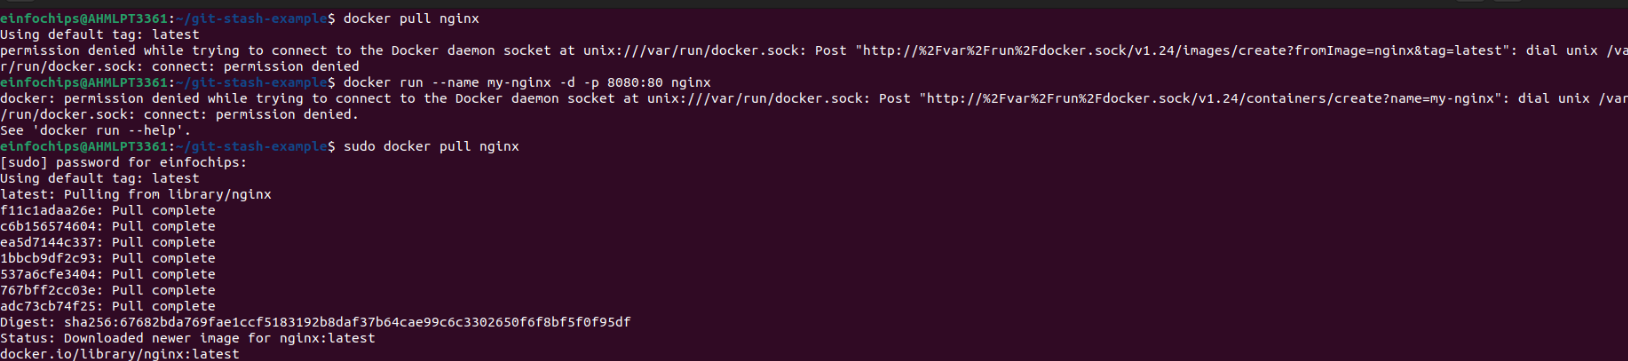 einfochips@AHMLPT3361:~/git-stash-example$ docker pull nginx
Using default tag: latest
permission denied while trying to connect to the Docker daemon socket at unix:///var/run/docker.sock: Post "http://%2Fvar%2Frun%2Fdocker.sock/v1.24/images/create?fromImage=nginx&tag=latest": dial unix /va
r/run/docker.sock: connect: permission denied
einfochips@AHMLPT3361:~/git-stash-example$ docker run --name my-nginx -d -p 8080:80 nginx
docker: permission denied while trying to connect to the Docker daemon socket at unix:///var/run/docker.sock: Post "http://%2Fvar%2Frun%2Fdocker.sock/v1.24/containers/create?name=my-nginx": dial unix /var
/run/docker.sock: connect: permission denied.
See 'docker run --help'.
einfochips@AHMLPT3361:~/git-stash-example$ sudo docker pull nginx
[sudo] password for einfochips:
Using default tag: latest
latest: Pulling from library/nginx
f11c1adaa26e: Pull complete
c6b156574604: Pull complete
ea5d7144c337: Pull complete
1bbcb9df2c93: Pull complete
537a6cfe3404: Pull complete
767bff2cc03e: Pull complete
adc73cb74f25: Pull complete
Digest: sha256:67682bda769fae1ccf5183192b8daf37b64cae99c6c3302650f6f8bf5f0f95df
Status: Downloaded newer image for nginx:latest
docker.io/library/nginx:latest